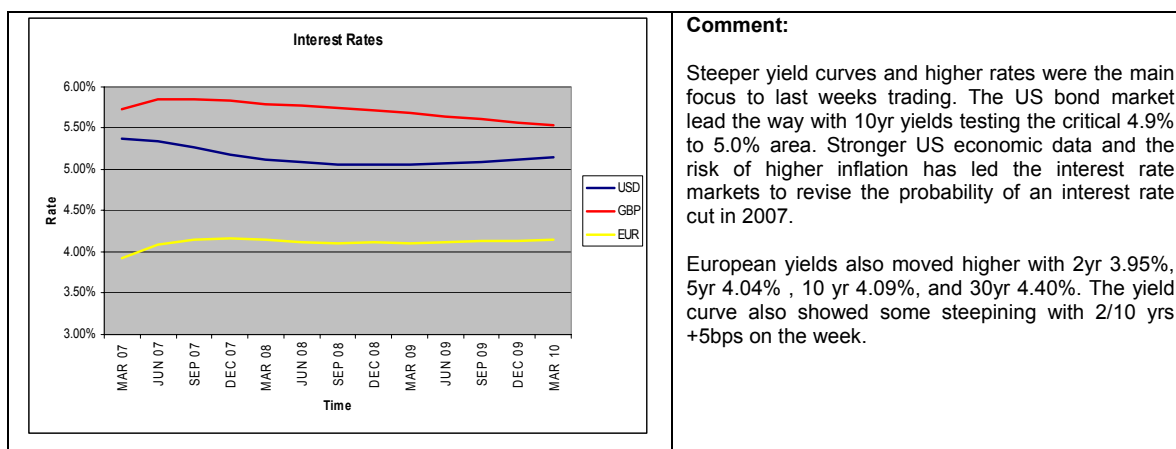 Interest Rates
6.00%
5.50%
5.00%
4.50%
4.00%
3.50%
3.00%
Rate
MAR 07
JUN 07
SEP 07
DEC 07
MAR 08
JUN 08
SEP 08
DEC 08
MAR 09
JUN 09
SEP 09
DEC 09
MAR 10
Time
USD
GBP
EUR
Comment:
Steeper yield curves and higher rates were the main
focus to last weeks trading. The US bond market
lead the way with 10yr yields testing the critical 4.9%
to 5.0% area. Stronger US economic data and the
risk of higher inflation has led the interest rate
markets to revise the probability of an interest rate
cut in 2007.
European yields also moved higher with 2yr 3.95%,
5yr 4.04% , 10 yr 4.09%, and 30yr 4.40%. The yield
curve also showed some steepining with 2/10 yrs
+5bps on the week.